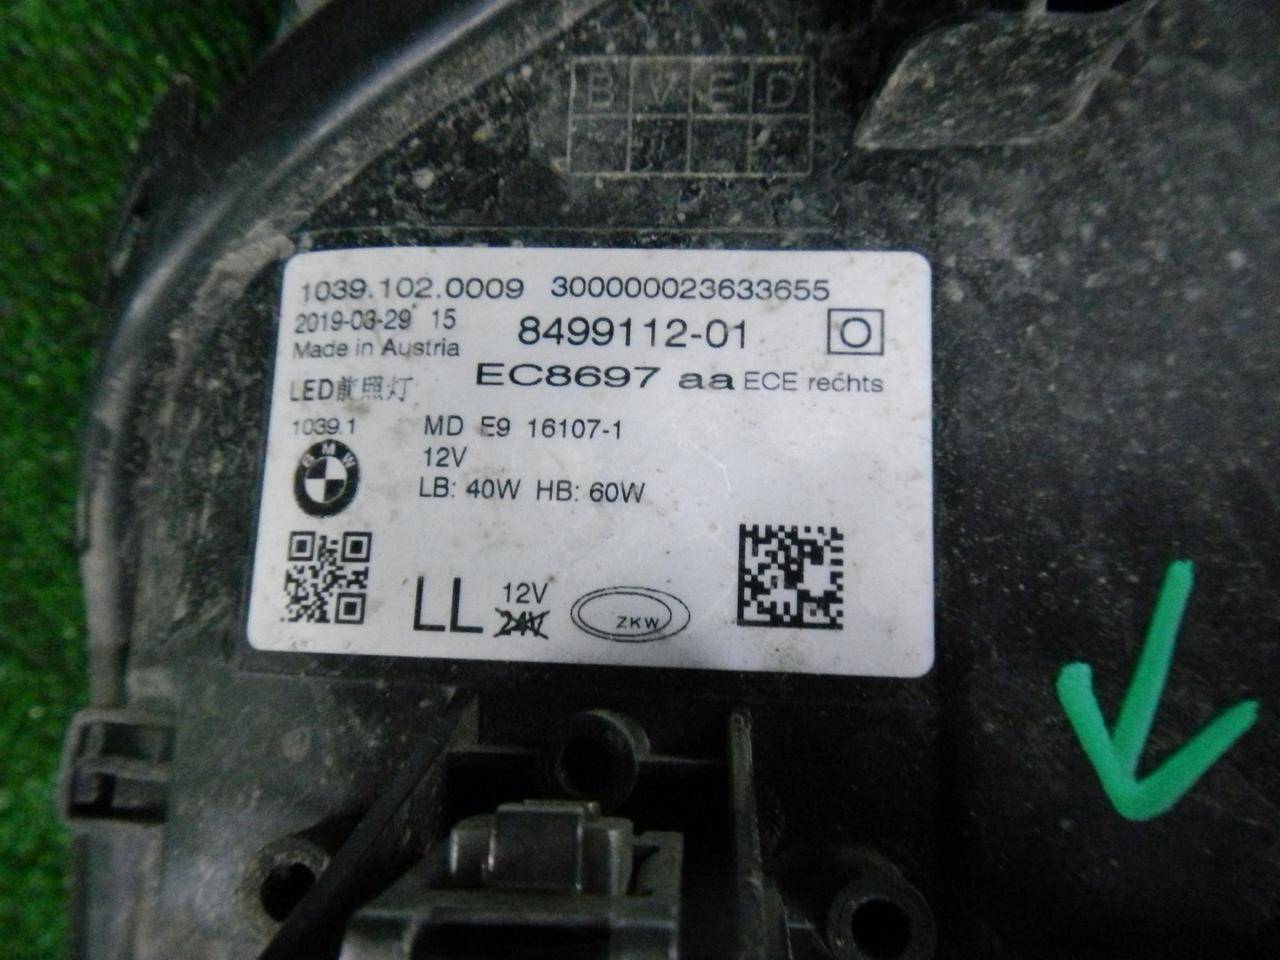 B V E D
1039.102.0009 300000023633655
2019-03-29 15
8499112-01
O
Made in Austria
EC8697 aa ECE rechts
LED前照灯
1039.1
MD E9 16107-1
BMW
12V
LB: 40W HB: 60W
LL
12V
24V
ZKW